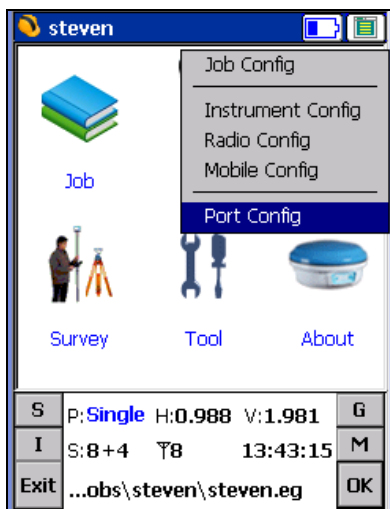 steven
Job Config
Instrument Config
Radio Config
Mobile Config
Port Config
Job
Survey Tool About
S P:Single H:0.988 V:1.981 G
I S:8+4 8 13:43:15 M
Exit ...obs\steven\steven.eg OK